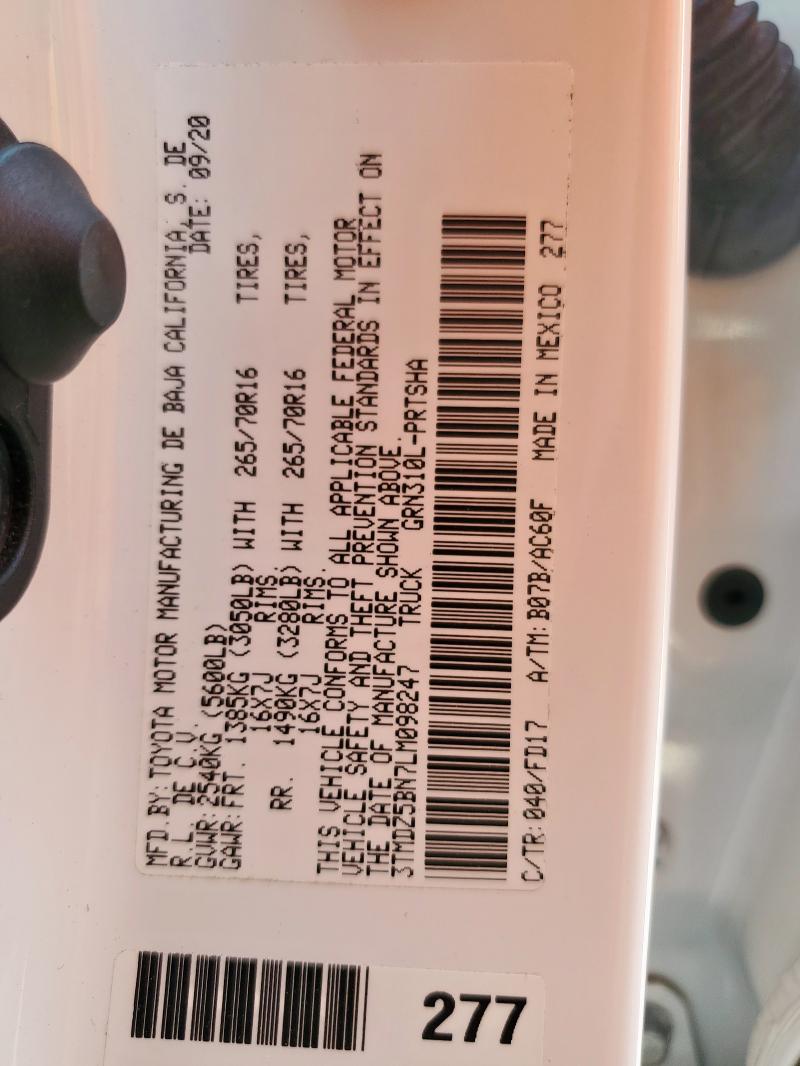 MFD.BY: TOYOTA MOTOR MANUFACTURING DE BAJA CALIFORNIA, S. DE
R.L. DE C.V. DATE: 09/20
GVWR: 2540KG (5600LB)
GAWR: FRT. 1385KG (3050LB) WITH 265/70R16 TIRES,
16X7J RIMS.
RR. 1490KG (3280LB) WITH 265/70R16 TIRES,
16X7J RIMS.
THIS VEHICLE CONFORMS TO ALL APPLICABLE FEDERAL MOTOR
VEHICLE SAFETY AND THEFT PREVENTION STANDARDS IN EFFECT ON
THE DATE OF MANUFACTURE SHOWN ABOVE.
3TMDZ5BN7LM098247 TRUCK GRN310L-PRTSHA
C/TR: 040/FD17 A/TM: B07B/AC60F MADE IN MEXICO 277
277